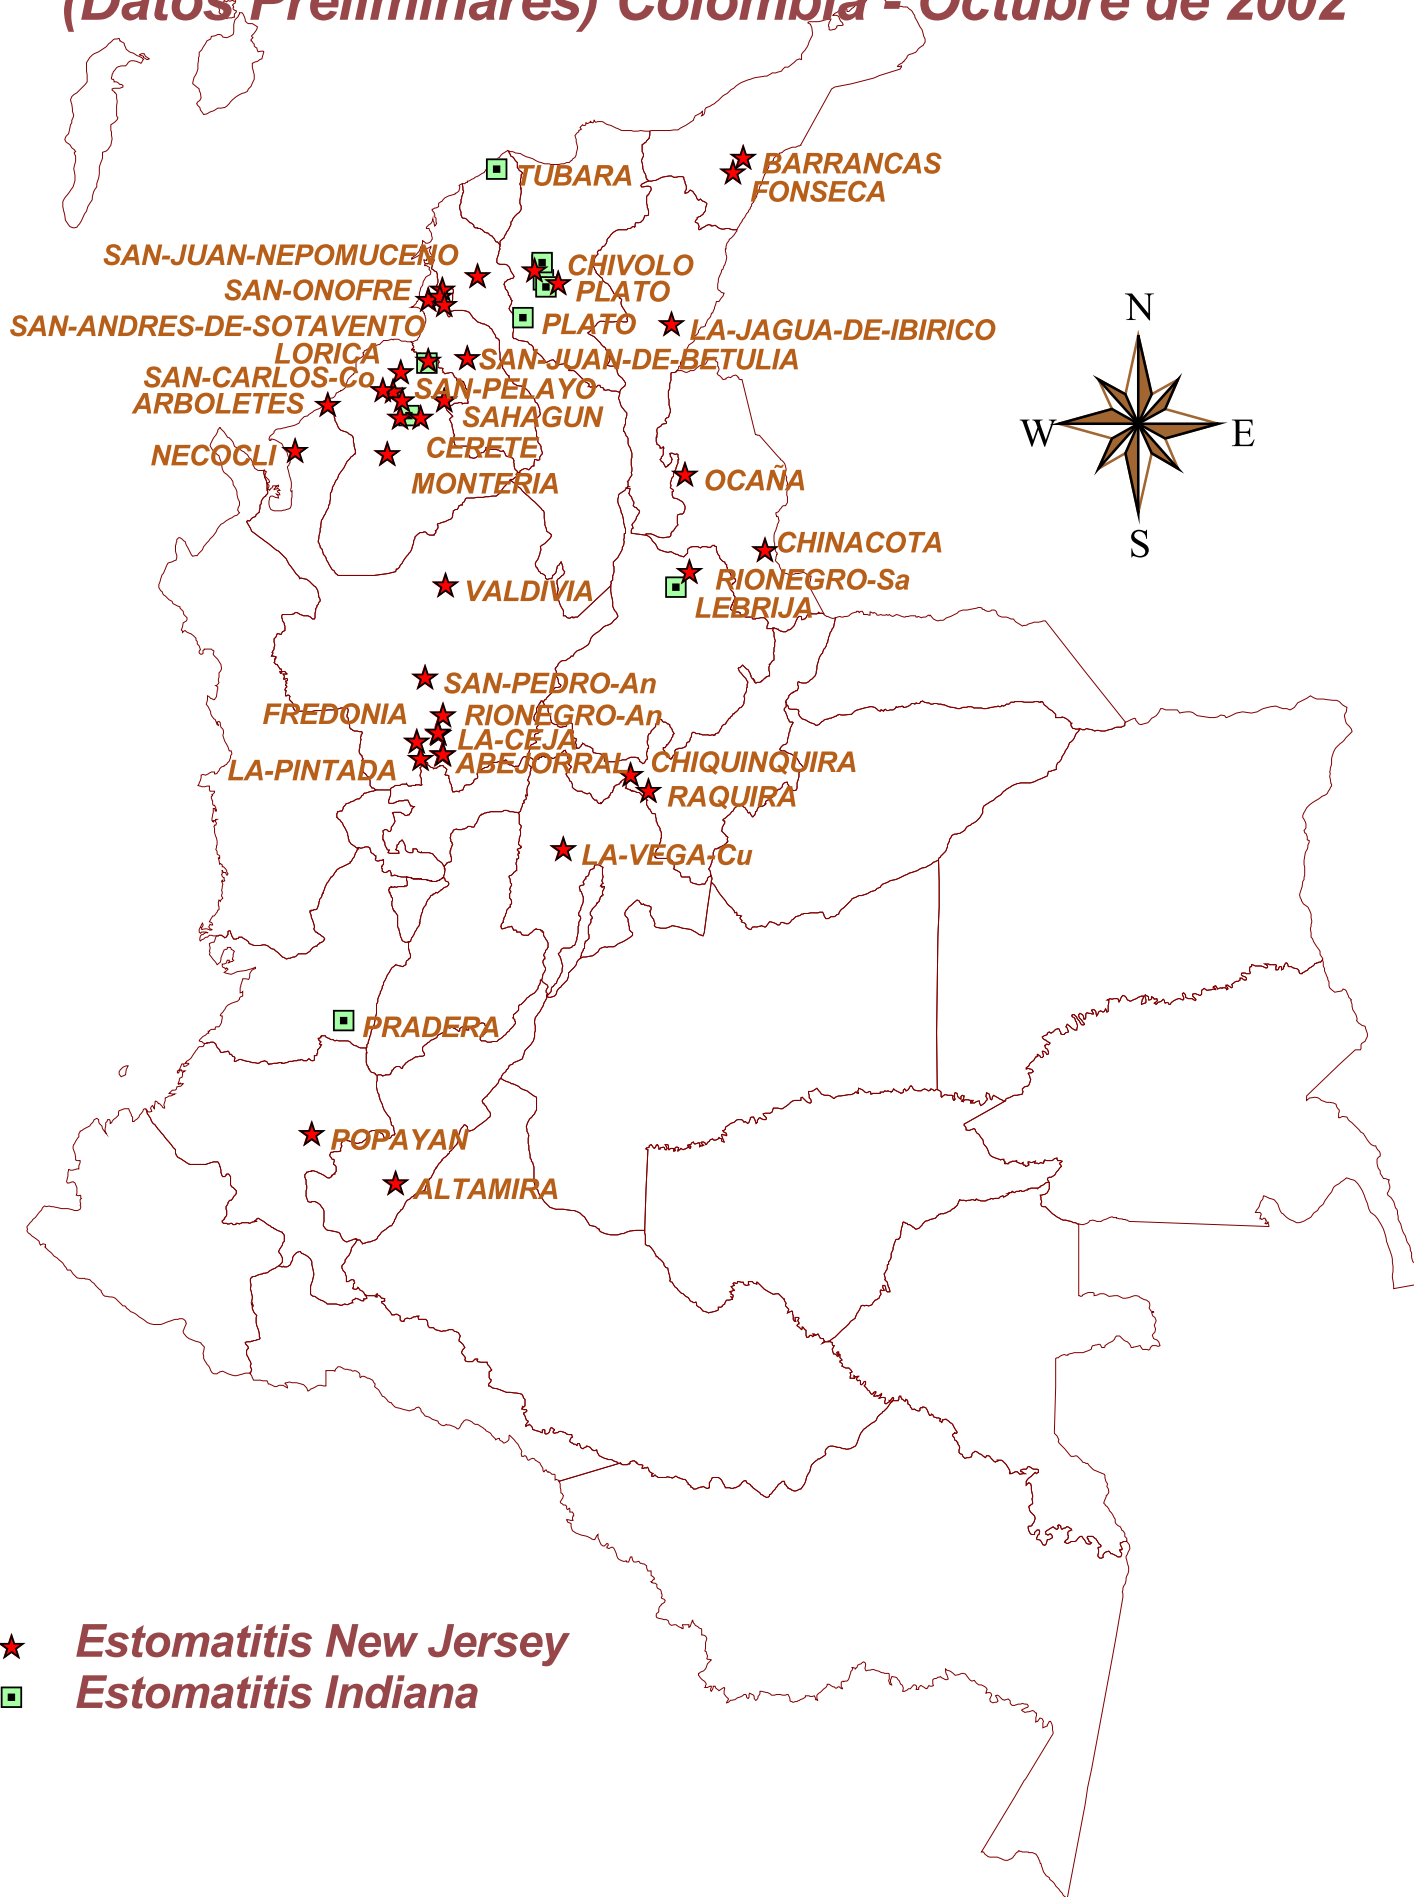 (Datos Preliminares) Colombia - Octubre de 2002
BARRANCAS
TUBARA
FONSECA
SAN-JUAN-NEPOMUCENO
CHIVOLO
SAN-ONOFRE
PLATO
SAN-ANDRES-DE-SOTAVENTO
PLATO
LA-JAGUA-DE-IBIRICO
LORICA
SAN-JUAN-DE-BETULIA
SAN-CARLOS-Co
SAN-PELAYO
ARBOLETES
SAHAGUN
NECOCLI
CERETE
MONTERIA
OCAÑA
N
W
E
S
CHINACOTA
RIONEGRO-Sa
VALDIVIA
LEBRIJA
SAN-PEDRO-An
FREDONIA
RIONEGRO-An
LA-CEJA
LA-PINTADA
ABEJORRAL
CHIQUINQUIRA
RAQUIRA
LA-VEGA-Cu
PRADERA
POPAYAN
ALTAMIRA
Estomatitis New Jersey
Estomatitis Indiana